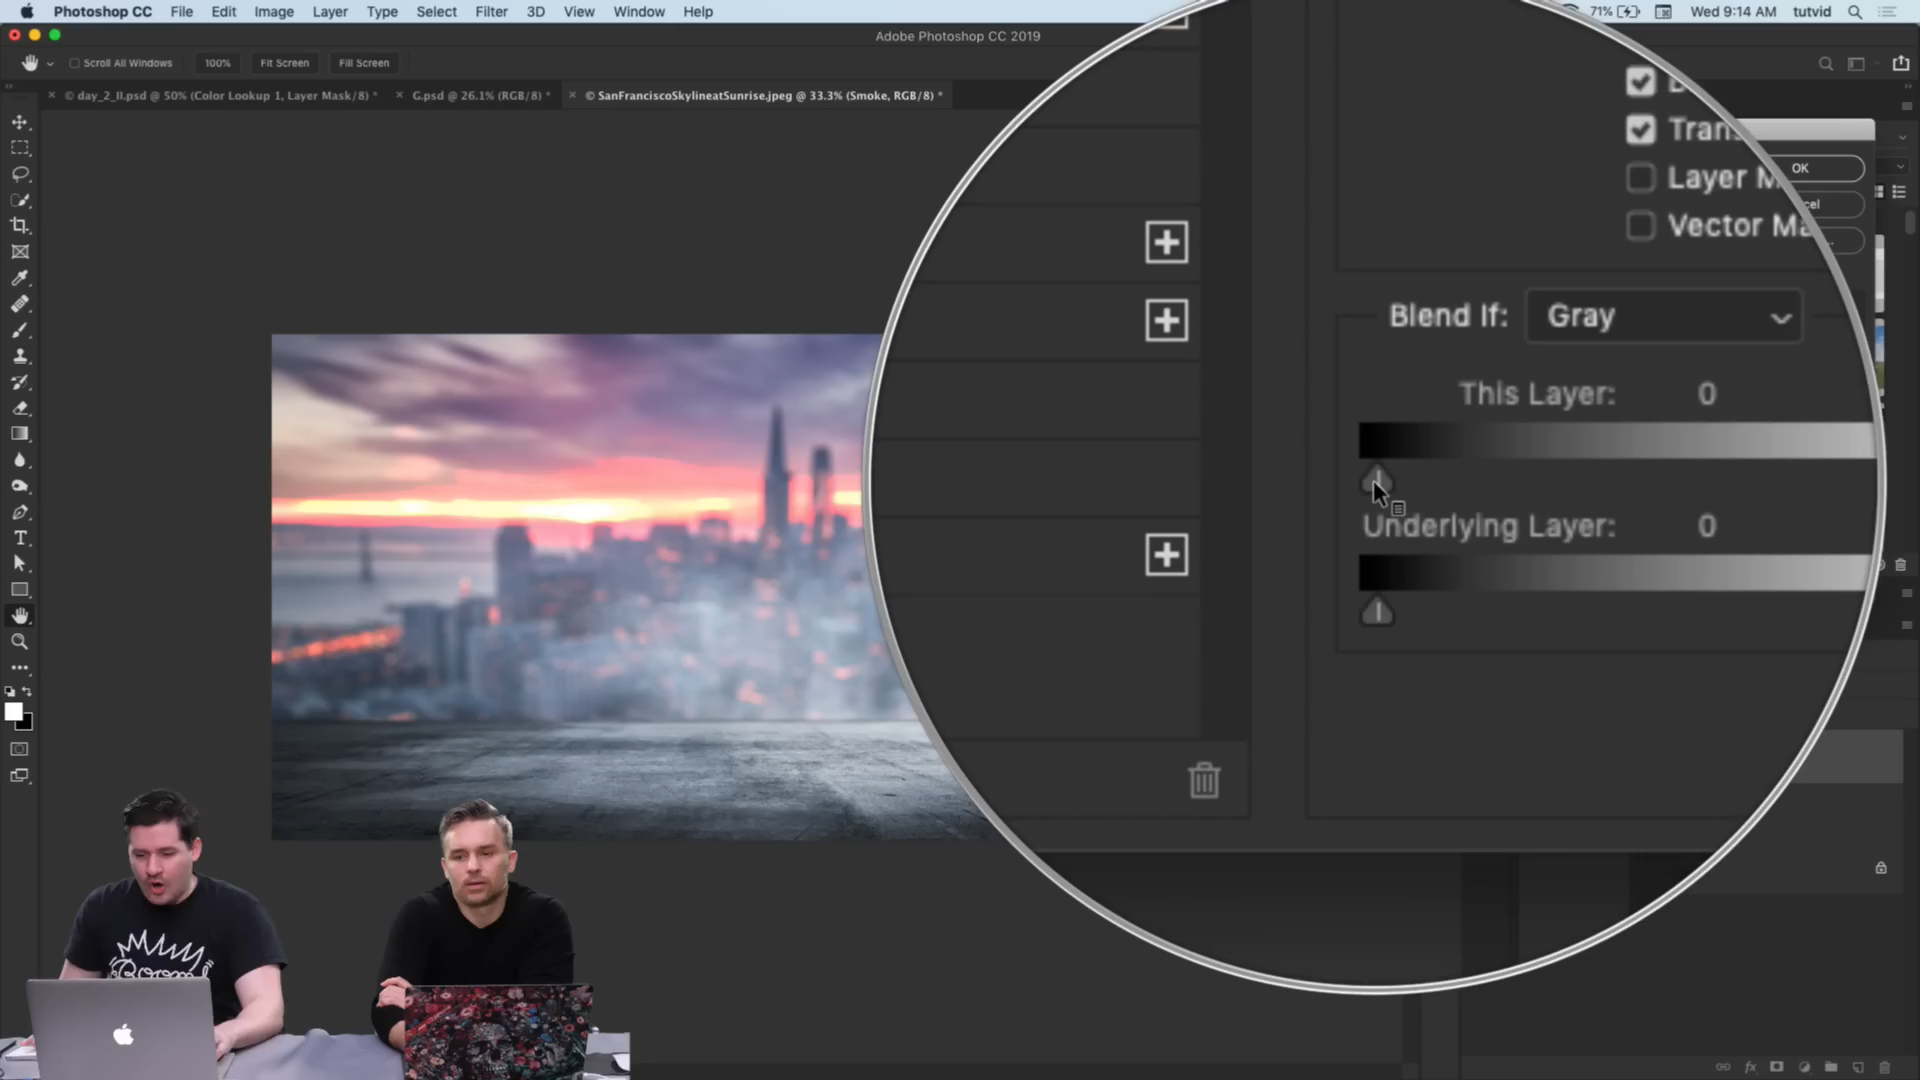 Photoshop CC File Edit Image Layer Type Select Filter 3D View Window Help 71% Wed 9:14 AM tutvid
Adobe Photoshop CC 2019
Scroll All Windows 100% Fit Screen Fill Screen
© day_2_II.psd @ 50% (Color Lookup 1, Layer Mask/8) * G.psd @ 26.1% (RGB/8) * © SanFranciscoSkylineatSunrise.jpeg @ 33.3% (Smoke, RGB/8) *
Tran
OK
Layer M
cel
Vector Ma
Blend If: Gray
This Layer: 0
Underlying Layer: 0
Boom!
fx